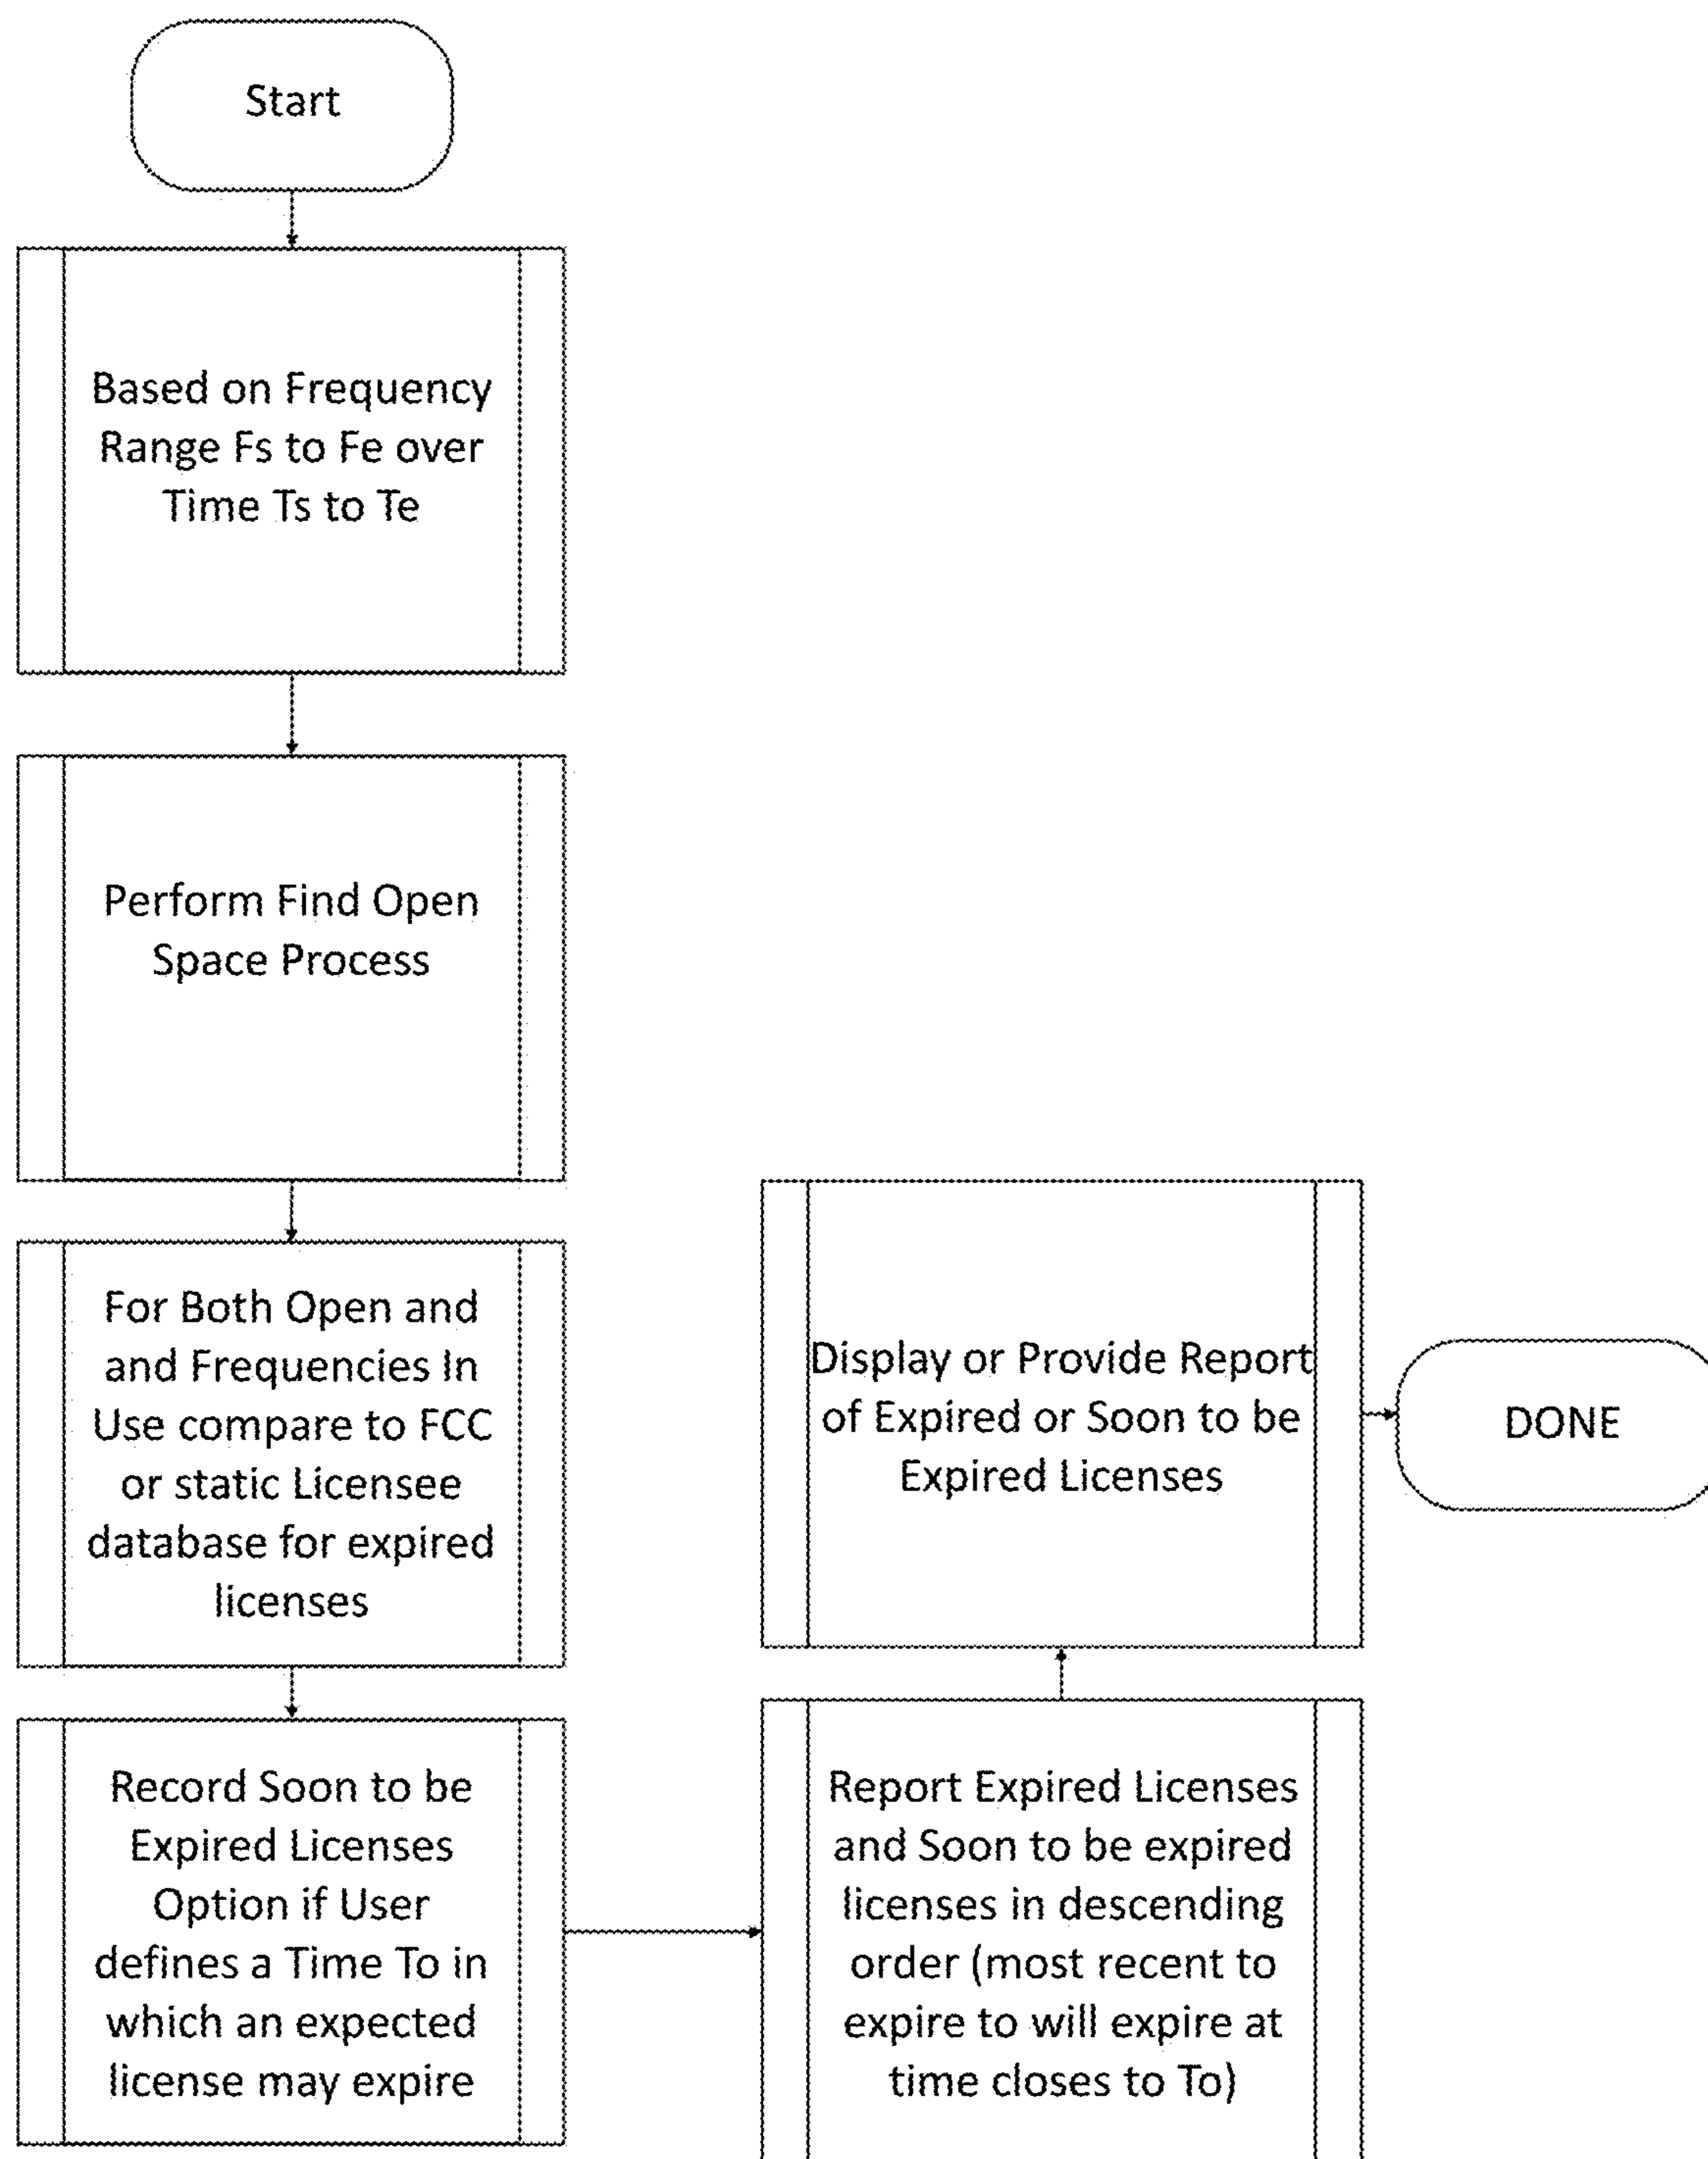 Start
Based on Frequency
Range Fs to Fe over
Time Ts to Te
Perform Find Open
Space Process
For Both Open and
and Frequencies In
Use compare to FCC
or static Licensee
database for expired
licenses
Record Soon to be
Expired Licenses
Option if User
defines a Time To in
which an expected
license may expire
Report Expired Licenses
and Soon to be expired
licenses in descending
order (most recent to
expire to will expire at
time closes to To)
Display or Provide Report
of Expired or Soon to be
Expired Licenses
DONE